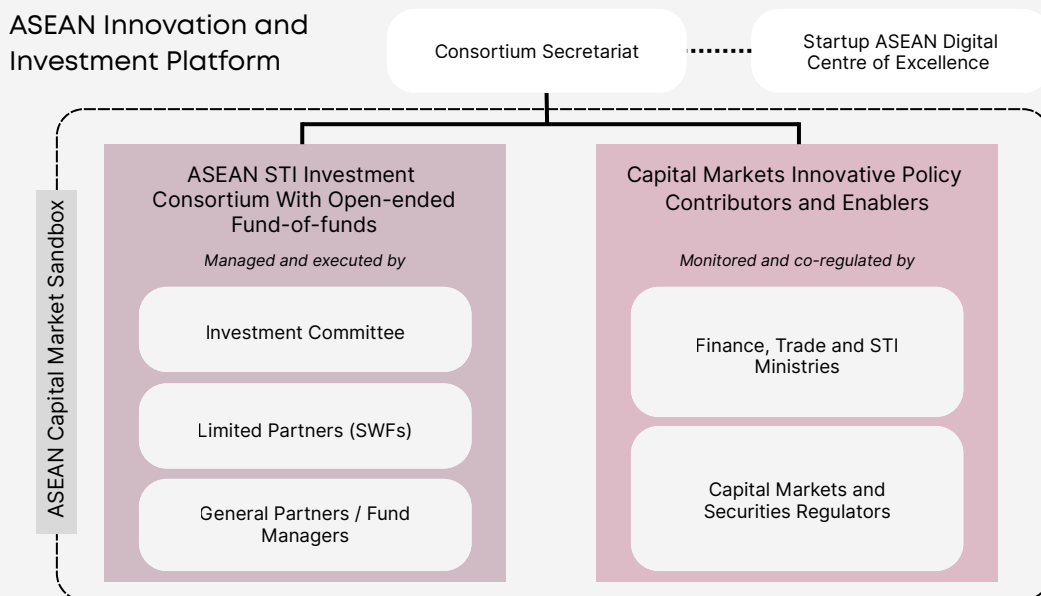 ASEAN Innovation and
Investment Platform
Consortium Secretariat
Startup ASEAN Digital
Centre of Excellence
ASEAN Capital Market Sandbox
ASEAN STI Investment
Consortium With Open-ended
Fund-of-funds
Managed and executed by
Investment Committee
Limited Partners (SWFs)
General Partners / Fund
Managers
Capital Markets Innovative Policy
Contributors and Enablers
Monitored and co-regulated by
Finance, Trade and STI
Ministries
Capital Markets and
Securities Regulators